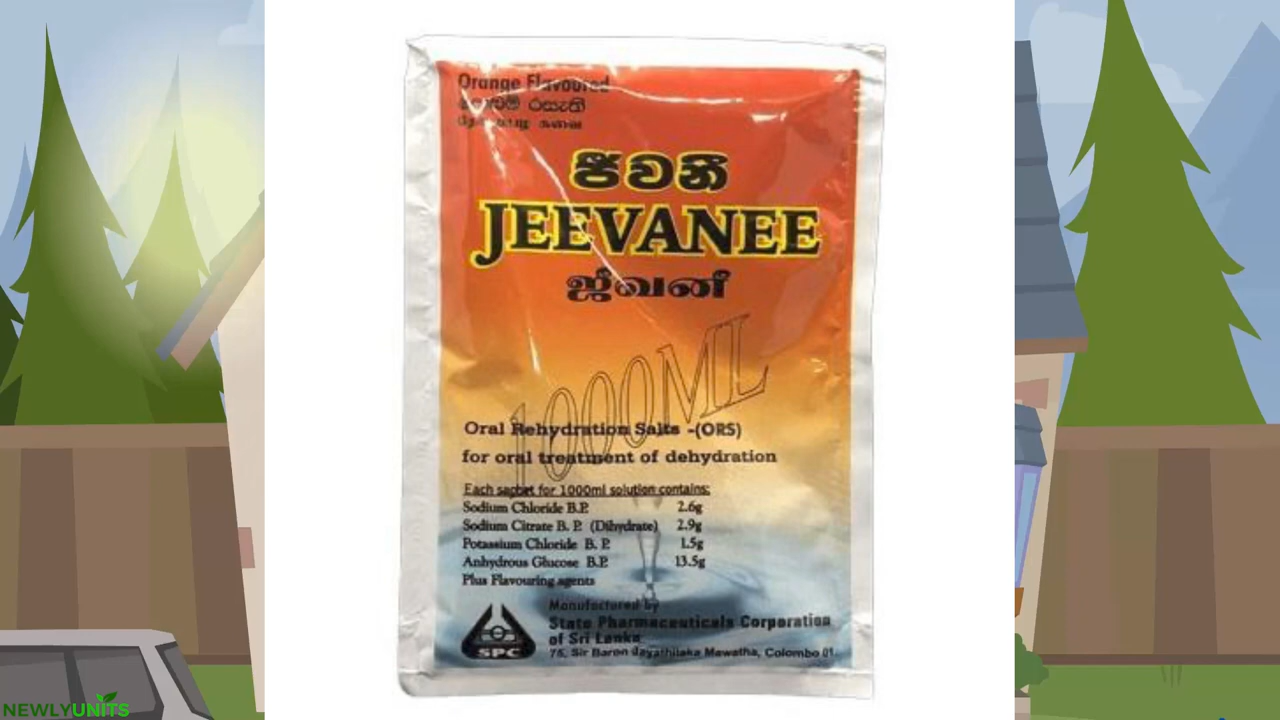 Orange Flavoured
දොඩම් රසැති
ජීවනී
JEEVANEE
ஜீவனீ
1000ML
Oral Rehydration Salts -(ORS)
for oral treatment of dehydration
Each sachet for 1000ml solution contains:
Sodium Chloride B.P. 2.6g
Sodium Citrate B. P. (Dihydrate) 2.9g
Potassium Chloride B. P. 1.5g
Anhydrous Glucose B.P. 13.5g
Plus Flavouring agents
Manufactured by
State Pharmaceuticals Corporation
of Sri Lanka
75, Sir Baron Jayathilaka Mawatha, Colombo 01.
SPC
NEWLYUNITS